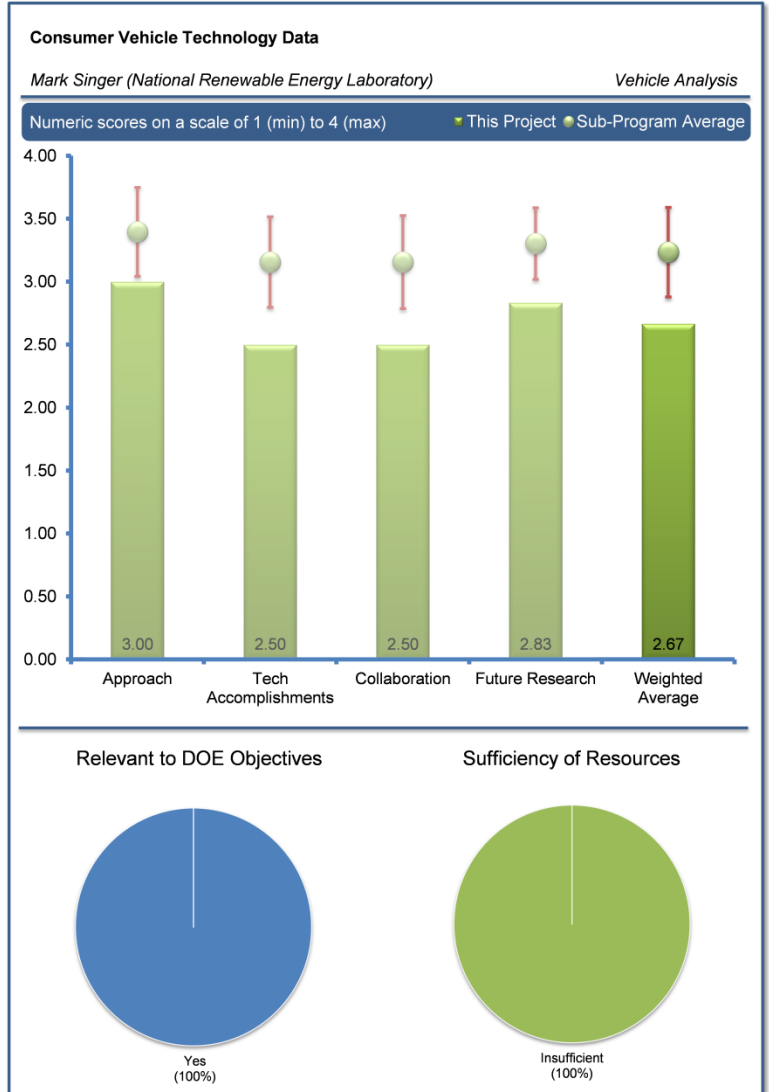 Consumer Vehicle Technology Data
Mark Singer (National Renewable Energy Laboratory) Vehicle Analysis
Numeric scores on a scale of 1 (min) to 4 (max) This Project Sub-Program Average
4.00
3.50
3.00
2.50
2.00
1.50
1.00
0.50
0.00
3.00 2.50 2.50 2.83 2.67
Approach Tech Collaboration Future Research Weighted
Accomplishments Average
Relevant to DOE Objectives Sufficiency of Resources
Yes Insufficient
(100%) (100%)